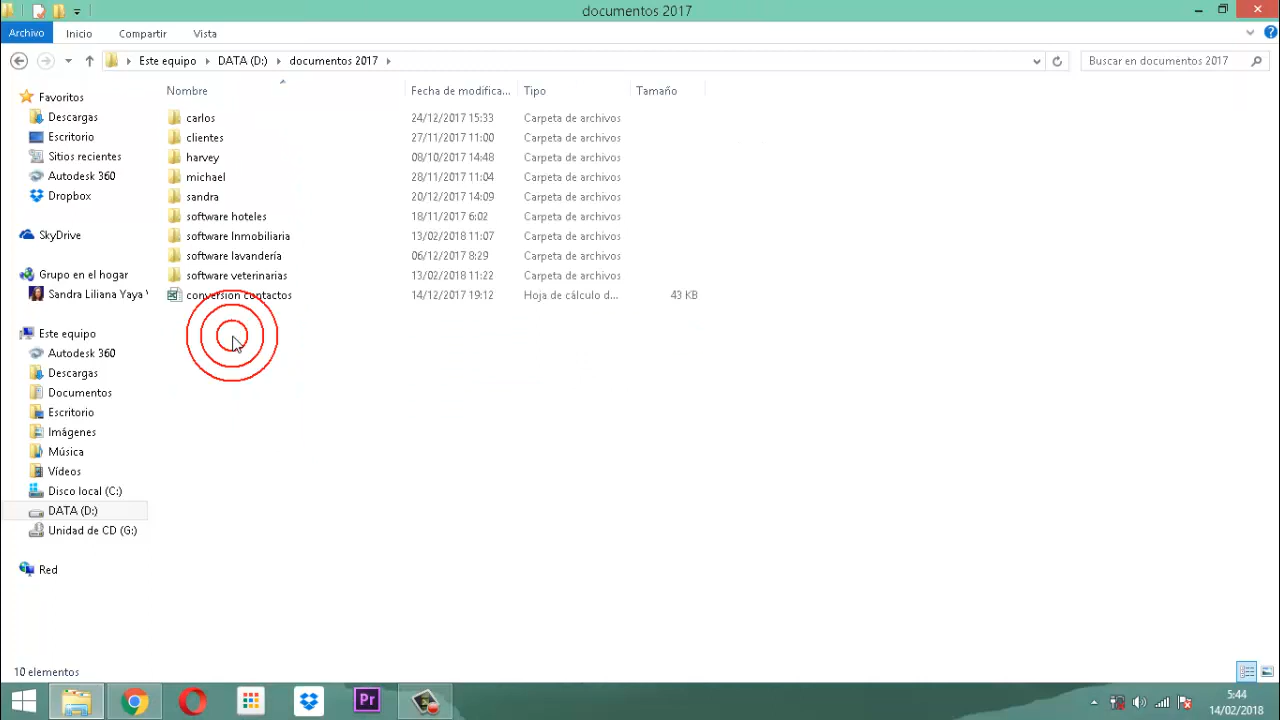 documentos 2017
Archivo Inicio Compartir Vista
Este equipo DATA (D:) documentos 2017 Buscar en documentos 2017
Nombre Fecha de modifica... Tipo Tamaño
Favoritos
Descargas
Escritorio
Sitios recientes
Autodesk 360
Dropbox
SkyDrive
Grupo en el hogar
Sandra Liliana Yaya
Este equipo
Autodesk 360
Descargas
Documentos
Escritorio
Imágenes
Música
Vídeos
Disco local (C:)
DATA (D:)
Unidad de CD (G:)
Red
carlos 24/12/2017 15:33 Carpeta de archivos
clientes 27/11/2017 11:00 Carpeta de archivos
harvey 08/10/2017 14:48 Carpeta de archivos
michael 28/11/2017 11:04 Carpeta de archivos
sandra 20/12/2017 14:09 Carpeta de archivos
software hoteles 18/11/2017 6:02 Carpeta de archivos
software Inmobiliaria 13/02/2018 11:07 Carpeta de archivos
software lavandería 06/12/2017 8:29 Carpeta de archivos
software veterinarias 13/02/2018 11:22 Carpeta de archivos
conversion contactos 14/12/2017 19:12 Hoja de cálculo d... 43 KB
10 elementos
Pr
5:44
14/02/2018